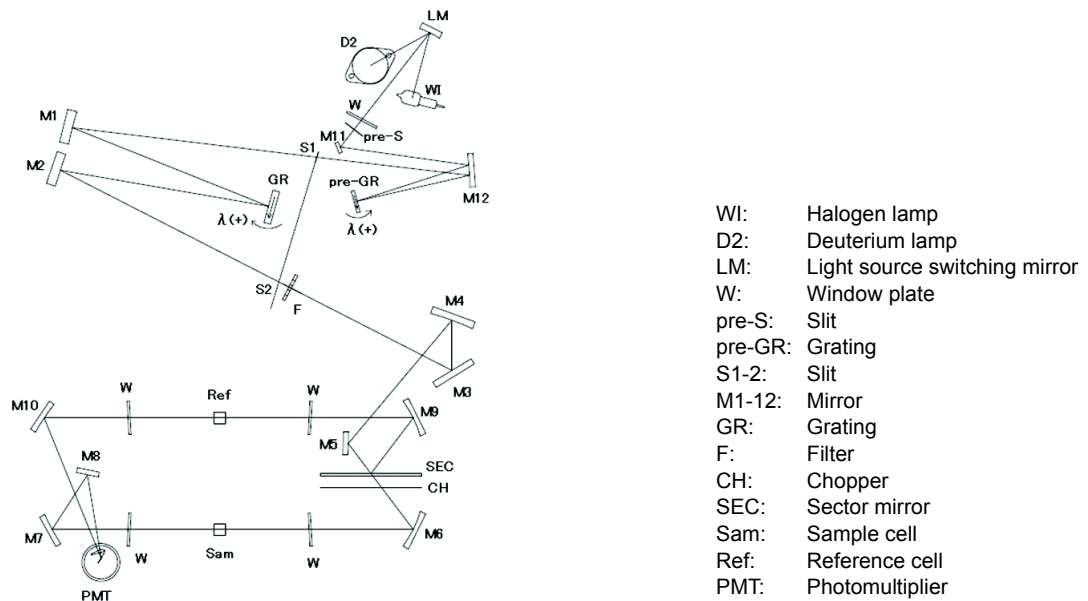 LM
D2
WI
W
M1
pre-S
M11
S1
M2
GR
pre-GR
M12
λ(+)
λ(+)
S2
F
M4
M3
W
Ref
W
M10
M9
M5
M8
SEC
CH
M7
M6
W
Sam
W
PMT
WI: Halogen lamp
D2: Deuterium lamp
LM: Light source switching mirror
W: Window plate
pre-S: Slit
pre-GR: Grating
S1-2: Slit
M1-12: Mirror
GR: Grating
F: Filter
CH: Chopper
SEC: Sector mirror
Sam: Sample cell
Ref: Reference cell
PMT: Photomultiplier